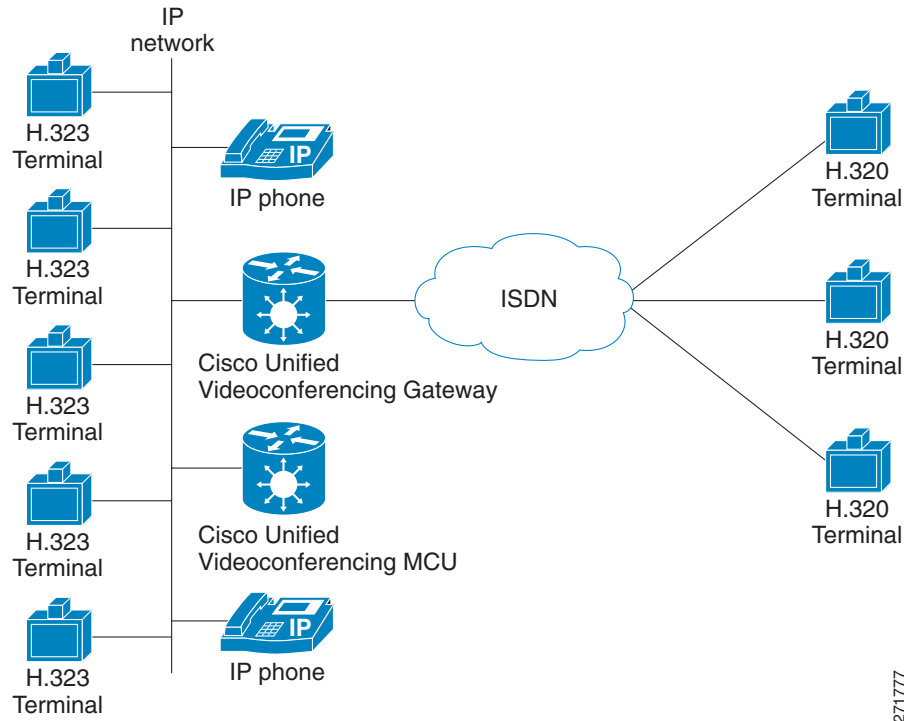 IP
network
H.323
Terminal
IP
IP phone
H.323
Terminal
Cisco Unified
Videoconferencing Gateway
ISDN
H.323
Terminal
Cisco Unified
Videoconferencing MCU
H.323
Terminal
IP
IP phone
H.323
Terminal
H.320
Terminal
H.320
Terminal
H.320
Terminal
271777